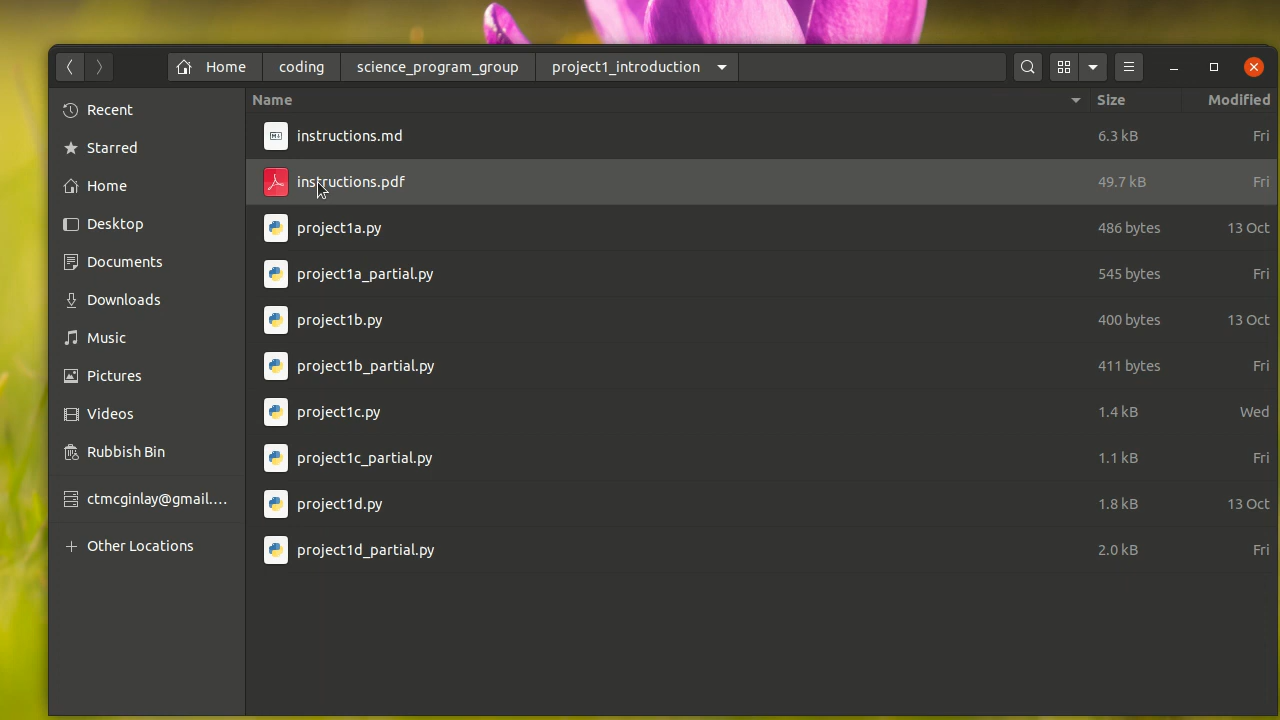 Home coding science_program_group project1_introduction
Recent
Starred
Home
Desktop
Documents
Downloads
Music
Pictures
Videos
Rubbish Bin
ctmcginlay@gmail....
Other Locations
Name Size Modified
instructions.md 6.3 kB Fri
instructions.pdf 49.7 kB Fri
project1a.py 486 bytes 13 Oct
project1a_partial.py 545 bytes Fri
project1b.py 400 bytes 13 Oct
project1b_partial.py 411 bytes Fri
project1c.py 1.4 kB Wed
project1c_partial.py 1.1 kB Fri
project1d.py 1.8 kB 13 Oct
project1d_partial.py 2.0 kB Fri